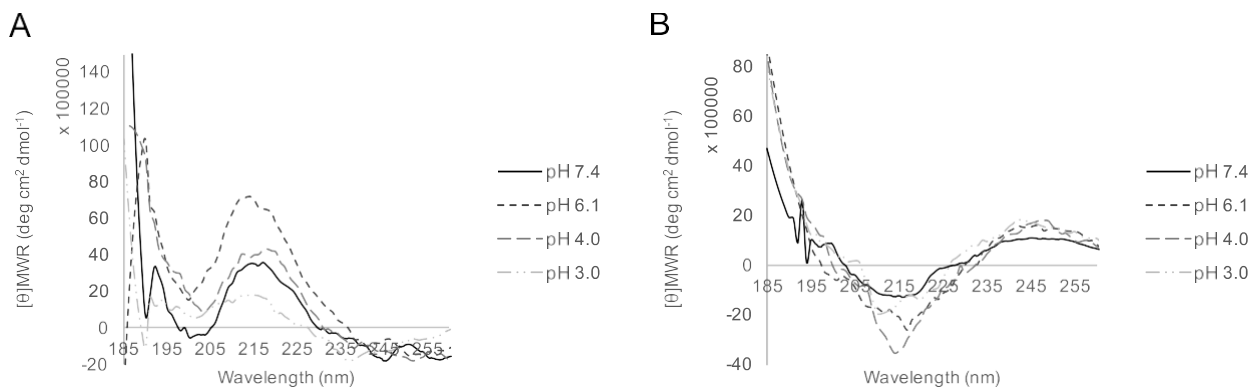 A
[θ]MWR (deg cm² dmol⁻¹)
x 100000
140
120
100
80
60
40
20
0
-20
185 195 205 215 225 235 245 255
Wavelength (nm)
pH 7.4
pH 6.1
pH 4.0
pH 3.0
B
[θ]MWR (deg cm² dmol⁻¹)
x 100000
80
60
40
20
0
-20
-40
185 195 205 215 225 235 245 255
Wavelength (nm)
pH 7.4
pH 6.1
pH 4.0
pH 3.0